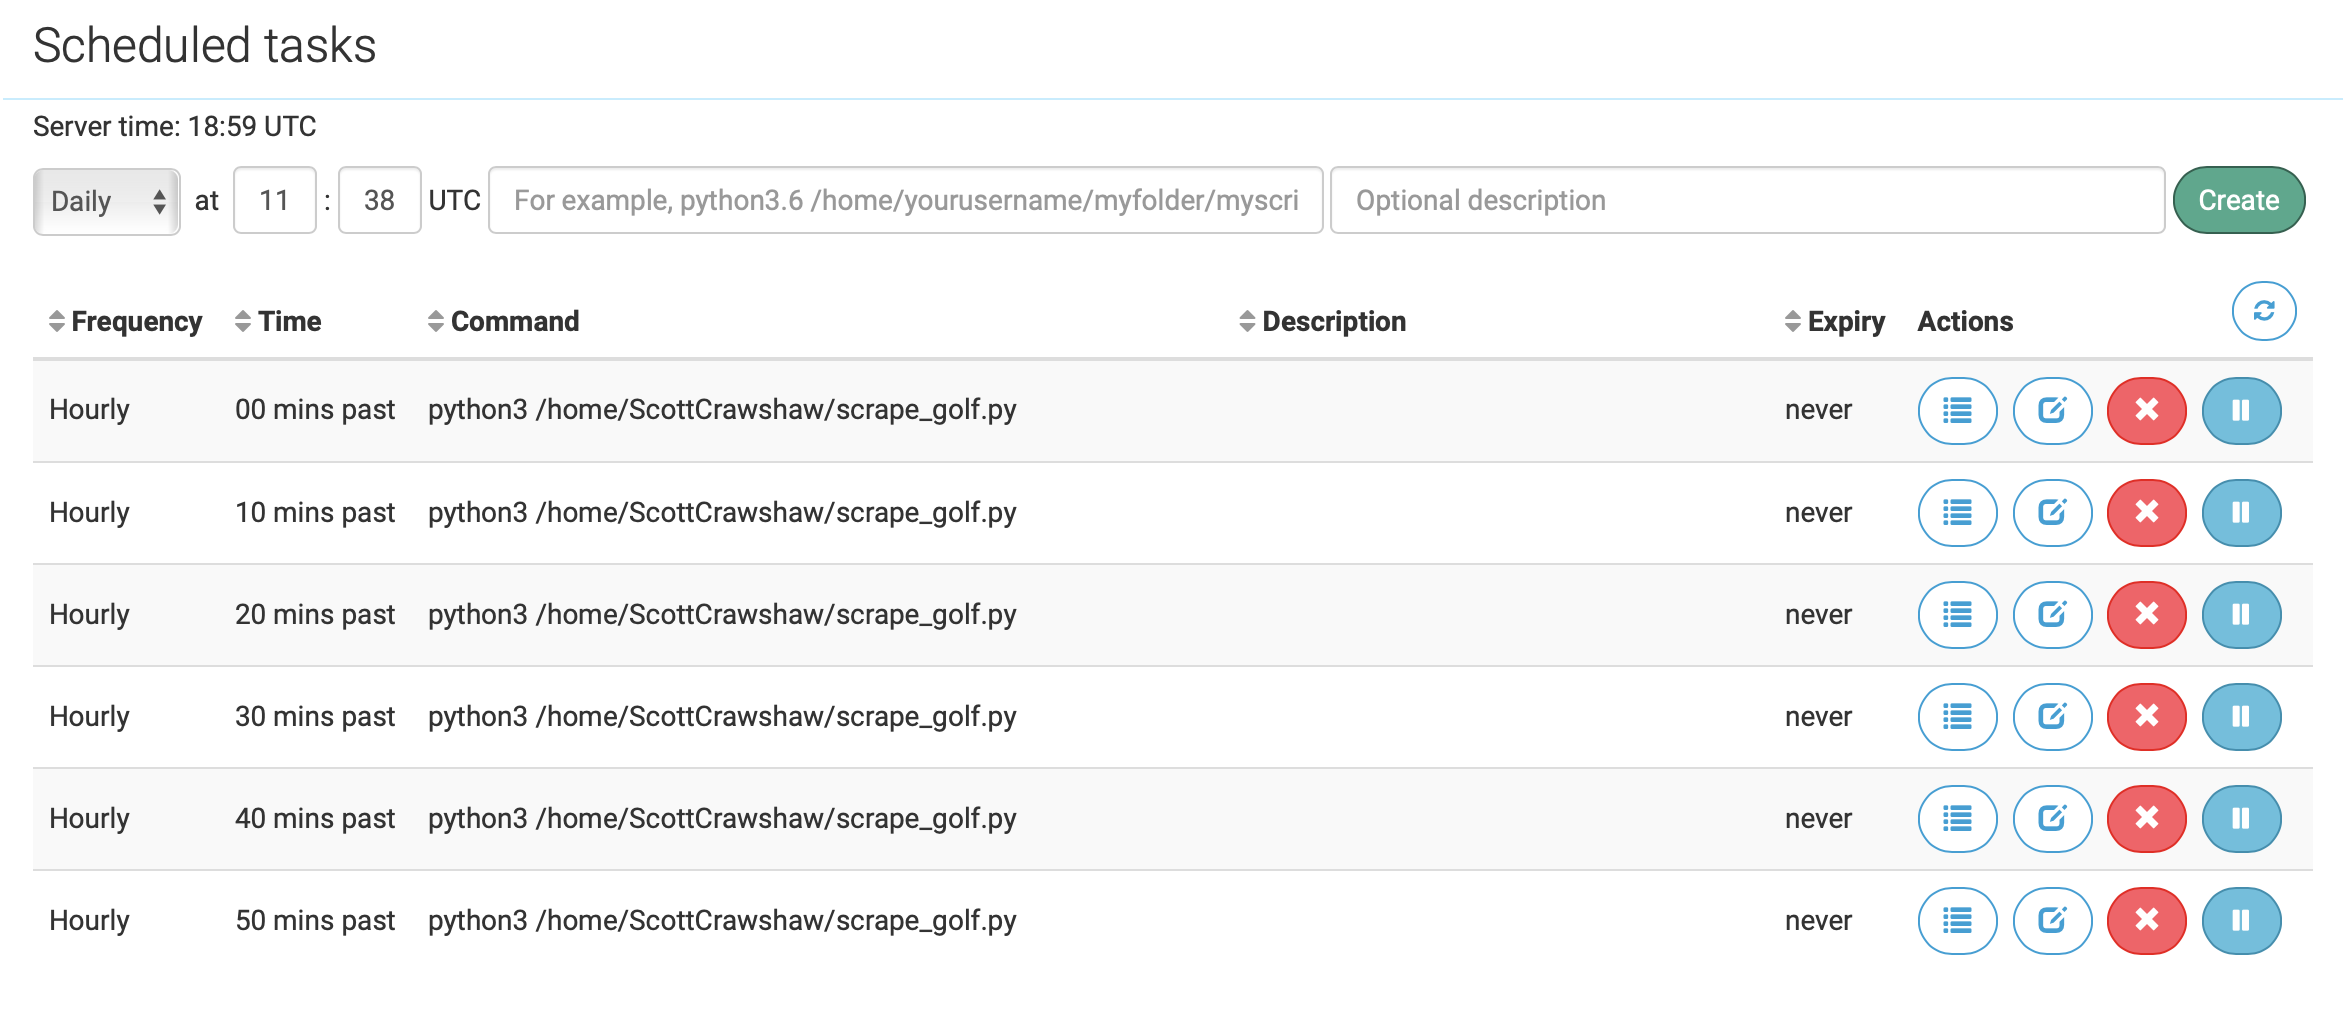 Scheduled tasks
Server time: 18:59 UTC
Daily at 11 : 38 UTC For example, python3.6 /home/yourusername/myfolder/myscri Optional description Create
Frequency Time Command Description Expiry Actions
Hourly 00 mins past python3 /home/ScottCrawshaw/scrape_golf.py never
Hourly 10 mins past python3 /home/ScottCrawshaw/scrape_golf.py never
Hourly 20 mins past python3 /home/ScottCrawshaw/scrape_golf.py never
Hourly 30 mins past python3 /home/ScottCrawshaw/scrape_golf.py never
Hourly 40 mins past python3 /home/ScottCrawshaw/scrape_golf.py never
Hourly 50 mins past python3 /home/ScottCrawshaw/scrape_golf.py never